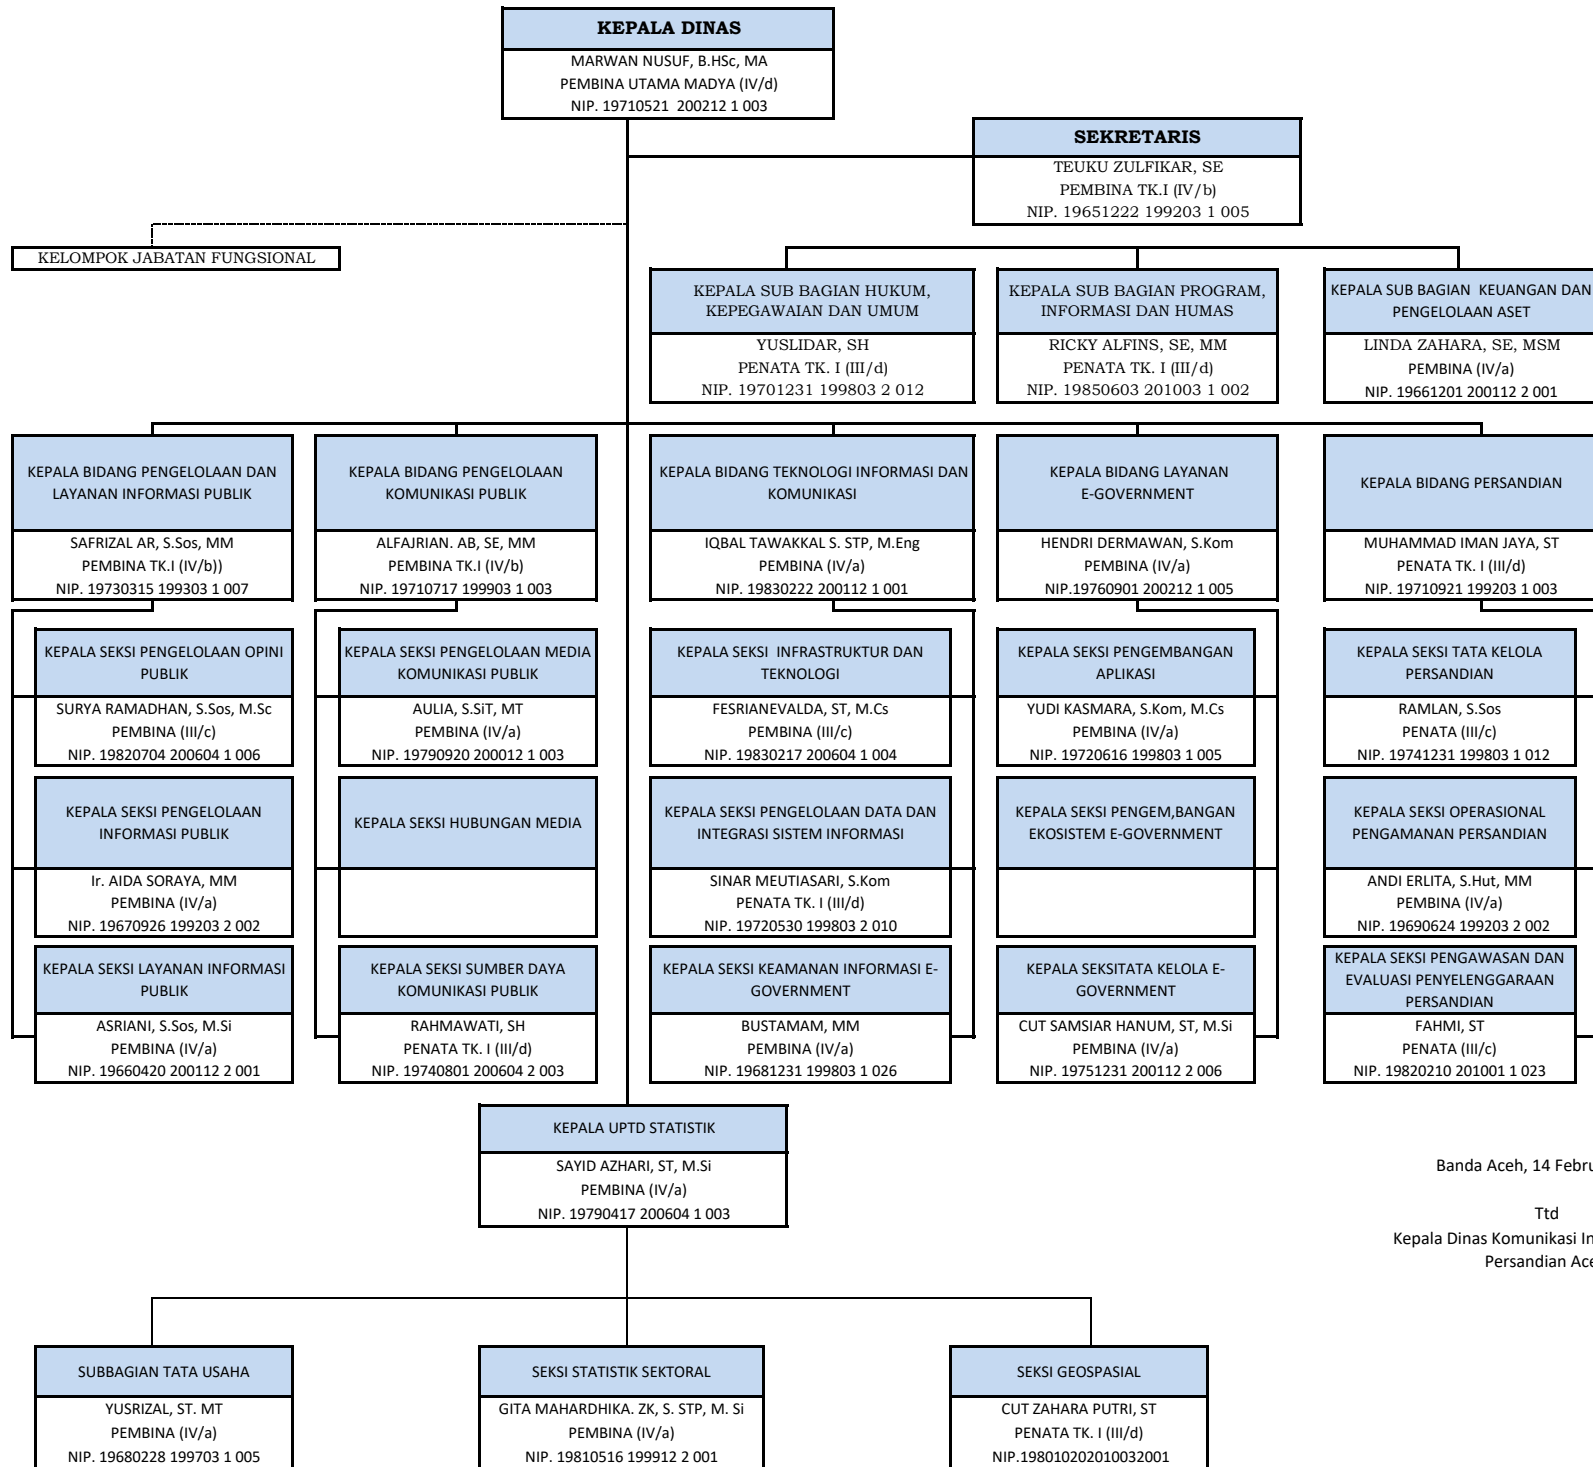 KEPALA DINAS
MARWAN NUSUF, B.HSc, MA
PEMBINA UTAMA MADYA (IV/d)
NIP. 19710521 200212 1 003
SEKRETARIS
TEUKU ZULFIKAR, SE
PEMBINA TK.I (IV/b)
NIP. 19651222 199203 1 005
KELOMPOK JABATAN FUNGSIONAL
KEPALA SUB BAGIAN HUKUM,
KEPEGAWAIAN DAN UMUM
YUSLIDAR, SH
PENATA TK. I (III/d)
NIP. 19701231 199803 2 012
KEPALA SUB BAGIAN PROGRAM,
INFORMASI DAN HUMAS
RICKY ALFINS, SE, MM
PENATA TK. I (III/d)
NIP. 19850603 201003 1 002
KEPALA SUB BAGIAN KEUANGAN DAN
PENGELOLAAN ASET
LINDA ZAHARA, SE, MSM
PEMBINA (IV/a)
NIP. 19661201 200112 2 001
KEPALA BIDANG PENGELOLAAN DAN
LAYANAN INFORMASI PUBLIK
SAFRIZAL AR, S.Sos, MM
PEMBINA TK.I (IV/b))
NIP. 19730315 199303 1 007
KEPALA BIDANG PENGELOLAAN
KOMUNIKASI PUBLIK
ALFAJRIAN. AB, SE, MM
PEMBINA TK.I (IV/b)
NIP. 19710717 199903 1 003
KEPALA BIDANG TEKNOLOGI INFORMASI DAN
KOMUNIKASI
IQBAL TAWAKKAL S. STP, M.Eng
PEMBINA (IV/a)
NIP. 19830222 200112 1 001
KEPALA BIDANG LAYANAN
E-GOVERNMENT
HENDRI DERMAWAN, S.Kom
PEMBINA (IV/a)
NIP.19760901 200212 1 005
KEPALA BIDANG PERSANDIAN
MUHAMMAD IMAN JAYA, ST
PENATA TK. I (III/d)
NIP. 19710921 199203 1 003
KEPALA SEKSI PENGELOLAAN OPINI
PUBLIK
SURYA RAMADHAN, S.Sos, M.Sc
PEMBINA (III/c)
NIP. 19820704 200604 1 006
KEPALA SEKSI PENGELOLAAN MEDIA
KOMUNIKASI PUBLIK
AULIA, S.SiT, MT
PEMBINA (IV/a)
NIP. 19790920 200012 1 003
KEPALA SEKSI INFRASTRUKTUR DAN
TEKNOLOGI
FESRIANEVALDA, ST, M.Cs
PEMBINA (III/c)
NIP. 19830217 200604 1 004
KEPALA SEKSI PENGEMBANGAN
APLIKASI
YUDI KASMARA, S.Kom, M.Cs
PEMBINA (IV/a)
NIP. 19720616 199803 1 005
KEPALA SEKSI TATA KELOLA
PERSANDIAN
RAMLAN, S.Sos
PENATA (III/c)
NIP. 19741231 199803 1 012
KEPALA SEKSI PENGELOLAAN
INFORMASI PUBLIK
Ir. AIDA SORAYA, MM
PEMBINA (IV/a)
NIP. 19670926 199203 2 002
KEPALA SEKSI HUBUNGAN MEDIA
KEPALA SEKSI PENGELOLAAN DATA DAN
INTEGRASI SISTEM INFORMASI
SINAR MEUTIASARI, S.Kom
PENATA TK. I (III/d)
NIP. 19720530 199803 2 010
KEPALA SEKSI PENGEM,BANGAN
EKOSISTEM E-GOVERNMENT
KEPALA SEKSI OPERASIONAL
PENGAMANAN PERSANDIAN
ANDI ERLITA, S.Hut, MM
PEMBINA (IV/a)
NIP. 19690624 199203 2 002
KEPALA SEKSI LAYANAN INFORMASI
PUBLIK
ASRIANI, S.Sos, M.Si
PEMBINA (IV/a)
NIP. 19660420 200112 2 001
KEPALA SEKSI SUMBER DAYA
KOMUNIKASI PUBLIK
RAHMAWATI, SH
PENATA TK. I (III/d)
NIP. 19740801 200604 2 003
KEPALA SEKSI KEAMANAN INFORMASI E-
GOVERNMENT
BUSTAMAM, MM
PEMBINA (IV/a)
NIP. 19681231 199803 1 026
KEPALA SEKSITATA KELOLA E-
GOVERNMENT
CUT SAMSIAR HANUM, ST, M.Si
PEMBINA (IV/a)
NIP. 19751231 200112 2 006
KEPALA SEKSI PENGAWASAN DAN
EVALUASI PENYELENGGARAAN
PERSANDIAN
FAHMI, ST
PENATA (III/c)
NIP. 19820210 201001 1 023
KEPALA UPTD STATISTIK
SAYID AZHARI, ST, M.Si
PEMBINA (IV/a)
NIP. 19790417 200604 1 003
Banda Aceh, 14 Febru
Ttd
Kepala Dinas Komunikasi In
Persandian Ace
SUBBAGIAN TATA USAHA
YUSRIZAL, ST. MT
PEMBINA (IV/a)
NIP. 19680228 199703 1 005
SEKSI STATISTIK SEKTORAL
GITA MAHARDHIKA. ZK, S. STP, M. Si
PEMBINA (IV/a)
NIP. 19810516 199912 2 001
SEKSI GEOSPASIAL
CUT ZAHARA PUTRI, ST
PENATA TK. I (III/d)
NIP.198010202010032001